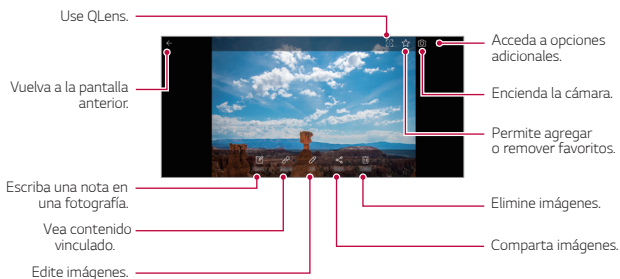 Use QLens.
Acceda a opciones
adicionales.
Vuelva a la pantalla
anterior.
Encienda la cámara.
Permite agregar
o remover favoritos.
Escriba una nota en
una fotografía.
Elimine imágenes.
Vea contenido
vinculado.
Comparta imágenes.
Edite imágenes.